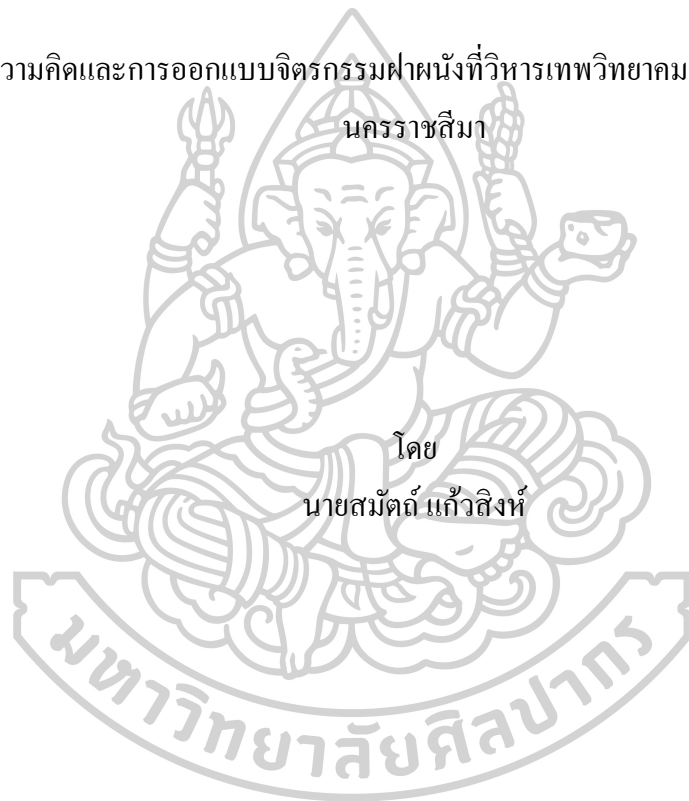 วามคิดและการออกแบบจิตรกรรมฝาผนังที่วิหารเทพวิทยาคม
นครราชสีมา
โดย
นายสมัตถ์ แก้วสิงห์
มหาวิทยาลัยศิลปากร